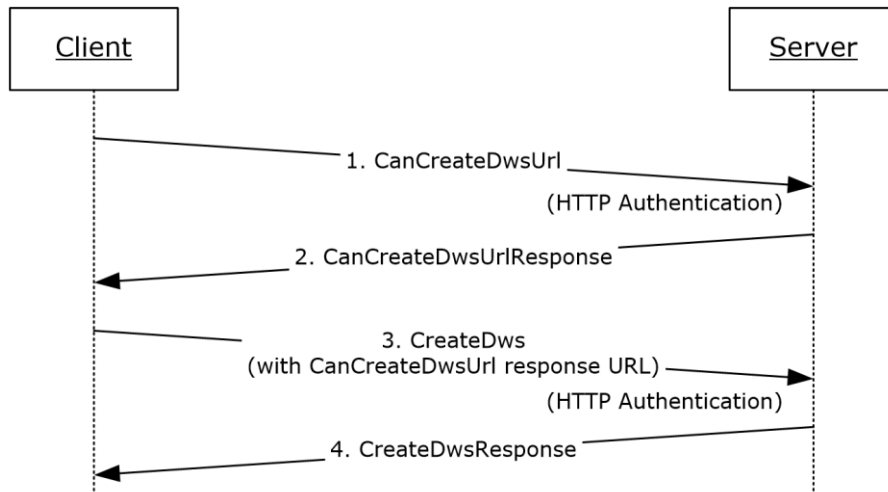 Client
Server
1. CanCreateDwsUrl
(HTTP Authentication)
2. CanCreateDwsUrlResponse
3. CreateDws
(with CanCreateDwsUrl response URL)
(HTTP Authentication)
4. CreateDwsResponse